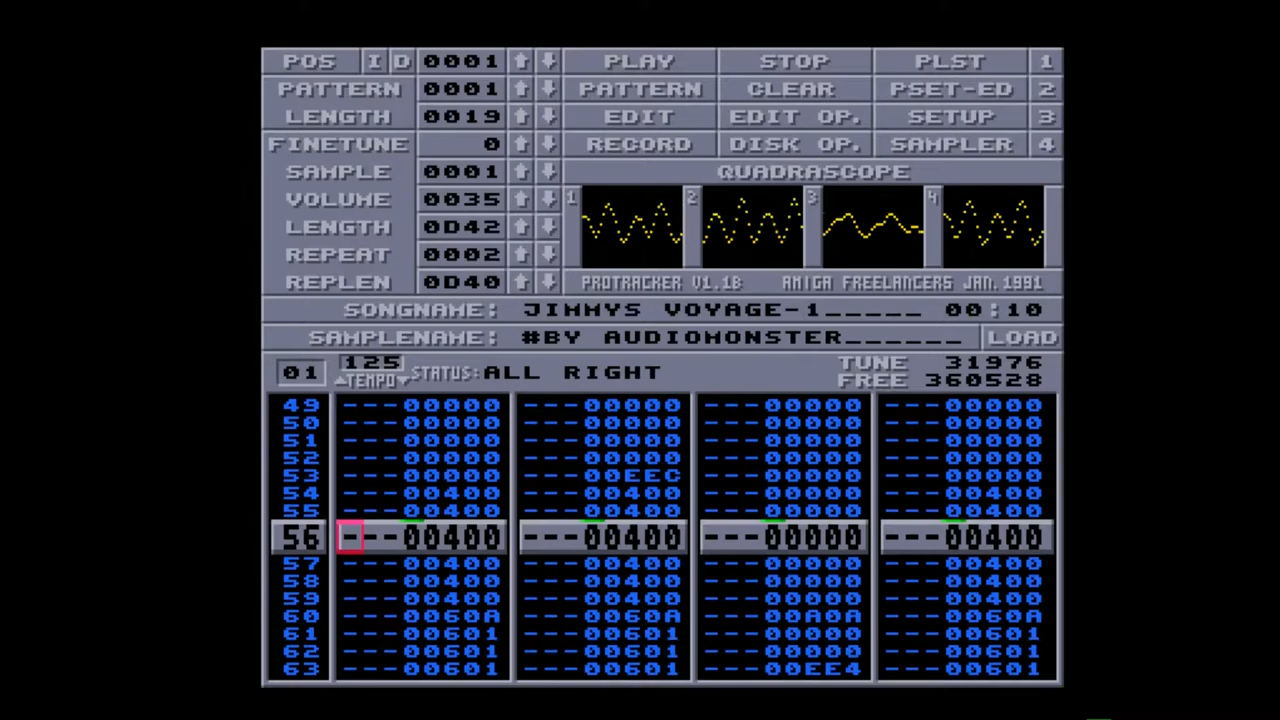 POS I D 0001 PLAY STOP PLST 1
PATTERN 0001 PATTERN CLEAR PSET-ED 2
LENGTH 0019 EDIT EDIT OP. SETUP 3
FINETUNE 0 RECORD DISK OP. SAMPLER 4
SAMPLE 0001 QUADRASCOPE
VOLUME 0035 1 2 3 4
LENGTH 0D42
REPEAT 0002
REPLEN 0D40 PROTRACKER V1.1B AMIGA FREELANCERS JAN.1991
SONGNAME: JIMMYS VOYAGE-1_____ 00:10
SAMPLENAME: #BY AUDIOMONSTER______ LOAD
01 125 TEMPO STATUS: ALL RIGHT TUNE 31976
FREE 360528
49 ---00000 ---00000 ---00000 ---00000
50 ---00000 ---00000 ---00000 ---00000
51 ---00000 ---00000 ---00000 ---00000
52 ---00000 ---00000 ---00000 ---00000
53 ---00000 ---00EEC ---00000 ---00000
54 ---00400 ---00400 ---00000 ---00400
55 ---00400 ---00400 ---00000 ---00400
56 ---00400 ---00400 ---00000 ---00400
57 ---00400 ---00400 ---00000 ---00400
58 ---00400 ---00400 ---00000 ---00400
59 ---00400 ---00400 ---00000 ---00400
60 ---0060A ---0060A ---00A0A ---0060A
61 ---00601 ---00601 ---00000 ---00601
62 ---00601 ---00601 ---00000 ---00601
63 ---00601 ---00601 ---00EE4 ---00601